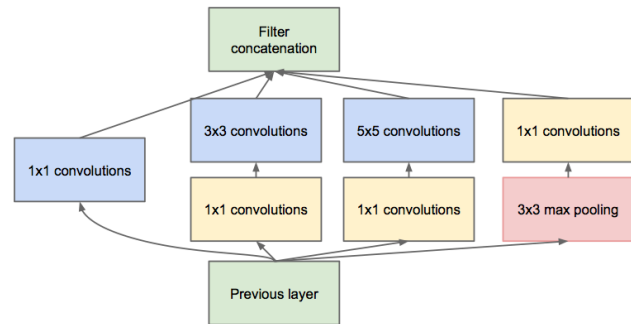 Filter
concatenation
3x3 convolutions
5x5 convolutions
1x1 convolutions
1x1 convolutions
1x1 convolutions
1x1 convolutions
3x3 max pooling
Previous layer